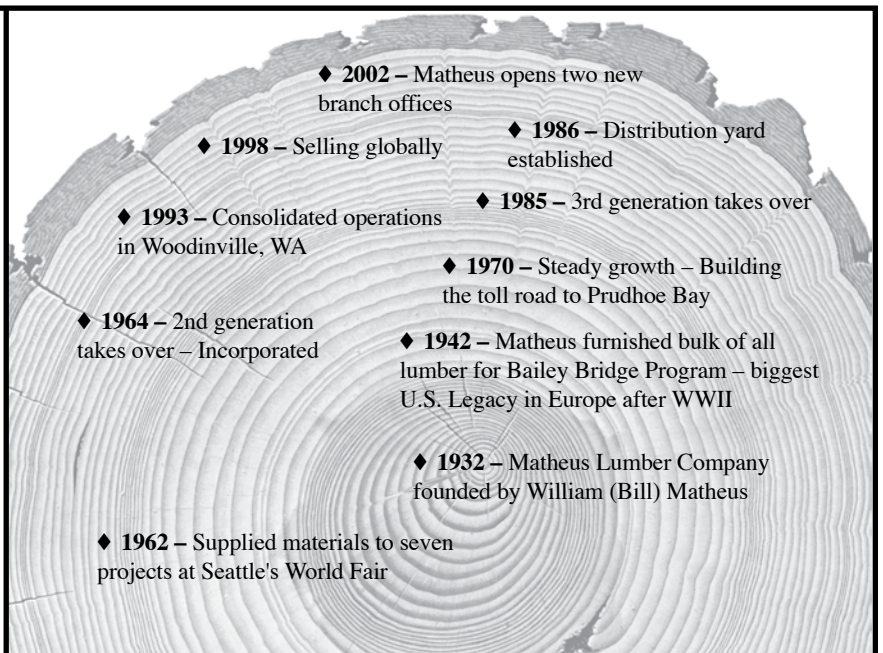 ♦ 2002 – Matheus opens two new
branch offices
♦ 1998 – Selling globally
♦ 1986 – Distribution yard
established
♦ 1993 – Consolidated operations
in Woodinville, WA
♦ 1985 – 3rd generation takes over
♦ 1970 – Steady growth – Building
the toll road to Prudhoe Bay
♦ 1964 – 2nd generation
takes over – Incorporated
♦ 1942 – Matheus furnished bulk of all
lumber for Bailey Bridge Program – biggest
U.S. Legacy in Europe after WWII
♦ 1932 – Matheus Lumber Company
founded by William (Bill) Matheus
♦ 1962 – Supplied materials to seven
projects at Seattle's World Fair